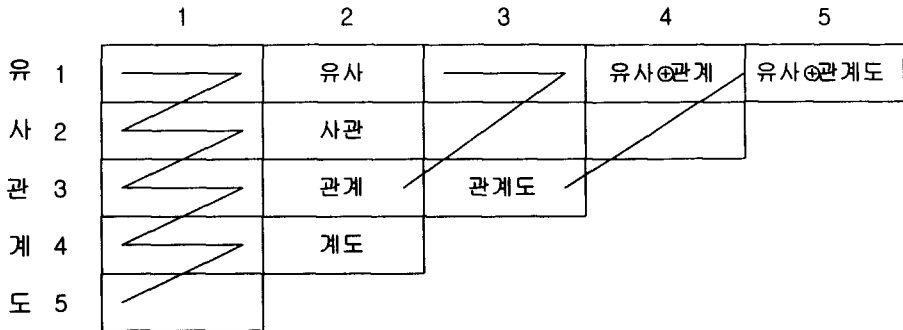 1 2 3 4 5
유 1 유사 유사⊕관계 유사⊕관계도
사 2 사관
관 3 관계 관계도
계 4 계도
도 5